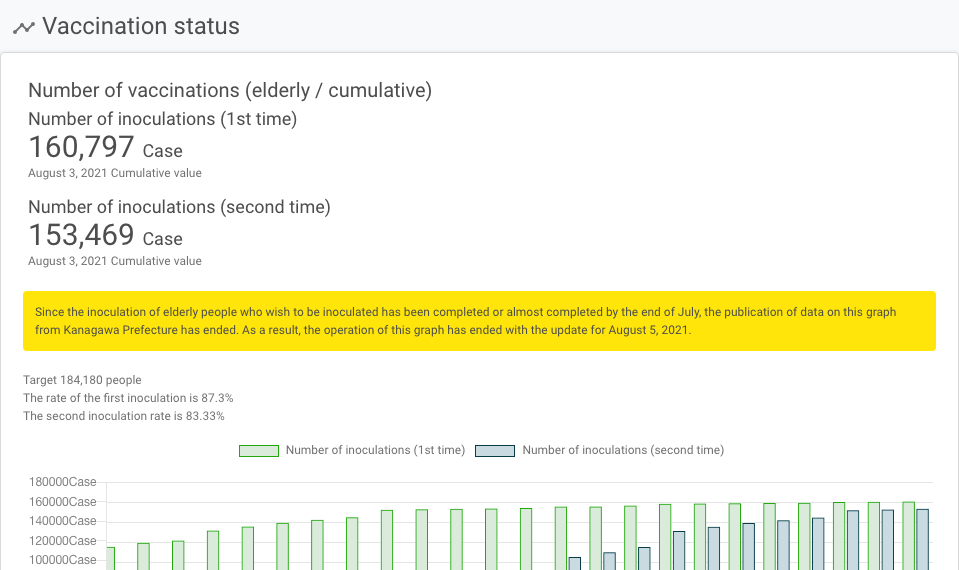 Vaccination status
Number of vaccinations (elderly / cumulative)
Number of inoculations (1st time)
160,797 Case
August 3, 2021 Cumulative value
Number of inoculations (second time)
153,469 Case
August 3, 2021 Cumulative value
Since the inoculation of elderly people who wish to be inoculated has been completed or almost completed by the end of July, the publication of data on this graph
from Kanagawa Prefecture has ended. As a result, the operation of this graph has ended with the update for August 5, 2021.
Target 184,180 people
The rate of the first inoculation is 87.3%
The second inoculation rate is 83.33%
Number of inoculations (1st time) Number of inoculations (second time)
180000Case
160000Case
140000Case
120000Case
100000Case